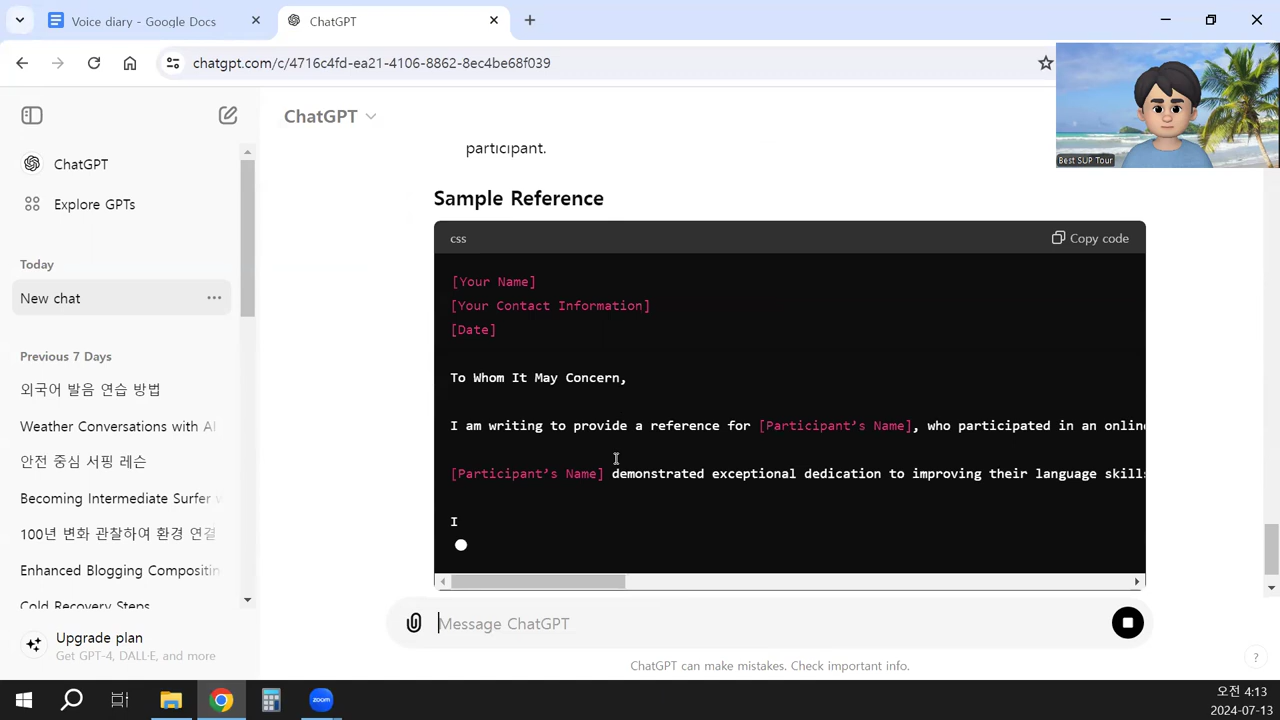 Voice diary - Google Docs
ChatGPT
chatgpt.com/c/4716c4fd-ea21-4106-8862-8ec4be68f039
Best SUP Tour
ChatGPT
ChatGPT
Explore GPTs
Today
New chat
Previous 7 Days
외국어 발음 연습 방법
Weather Conversations with AI
안전 중심 서핑 레슨
Becoming Intermediate Surfer
100년 변화 관찰하여 환경 연결
Enhanced Blogging Compositin
Cold Recovery Steps
Upgrade plan
Get GPT-4, DALL·E, and more
participant.
Sample Reference
css
Copy code
[Your Name]
[Your Contact Information]
[Date]
To Whom It May Concern,
I am writing to provide a reference for [Participant’s Name], who participated in an online
[Participant’s Name] demonstrated exceptional dedication to improving their language skills
I
Message ChatGPT
ChatGPT can make mistakes. Check important info.
?
zoom
오전 4:13
2024-07-13